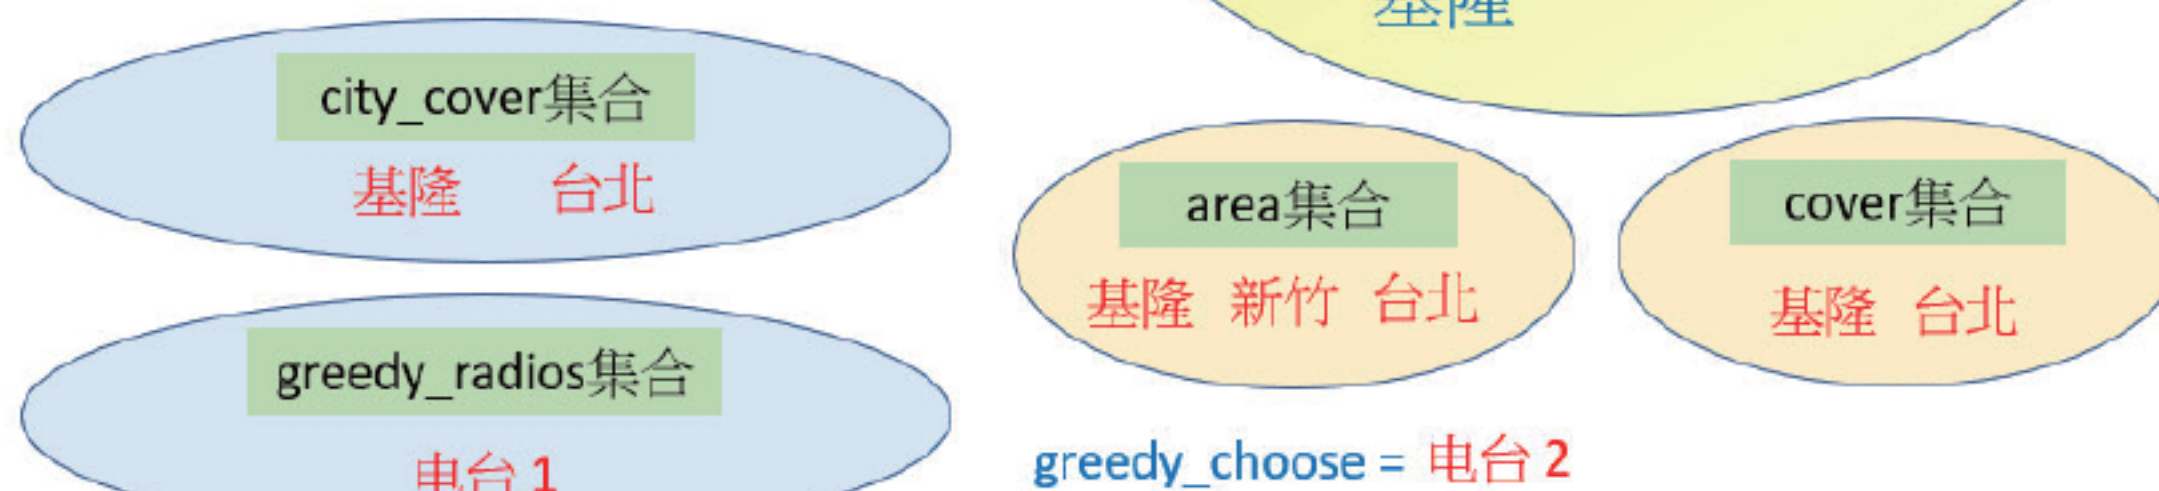 基隆
city_cover集合
基隆 台北
area集合
基隆 新竹 台北
cover集合
基隆 台北
greedy_radios集合
电台 1
greedy_choose = 电台 2